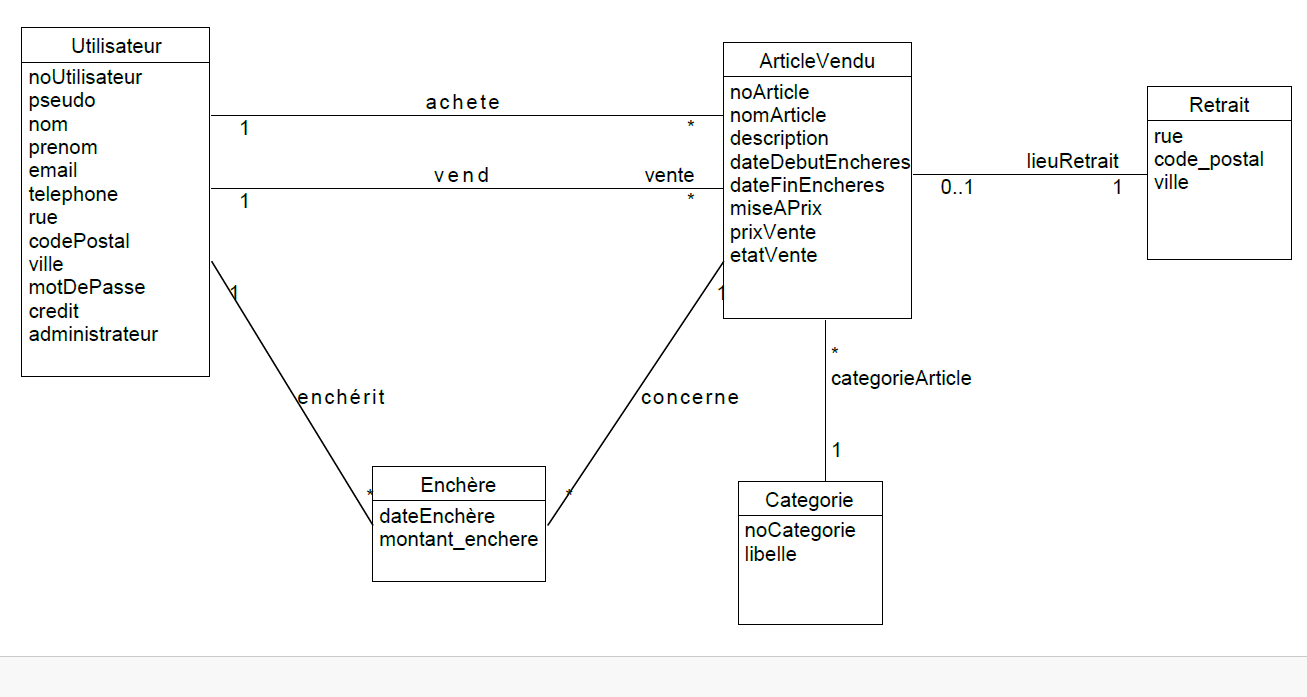 Utilisateur
noUtilisateur
pseudo
nom
prenom
email
telephone
rue
codePostal
ville
motDePasse
credit
administrateur
achete
1
*
vend
vente
1
*
ArticleVendu
noArticle
nomArticle
description
dateDebutEncheres
dateFinEncheres
miseAPrix
prixVente
etatVente
lieuRetrait
0..1
1
Retrait
rue
code_postal
ville
1
enchérit
*
1
concerne
*
Enchère
dateEnchère
montant_enchere
*
categorieArticle
1
Categorie
noCategorie
libelle